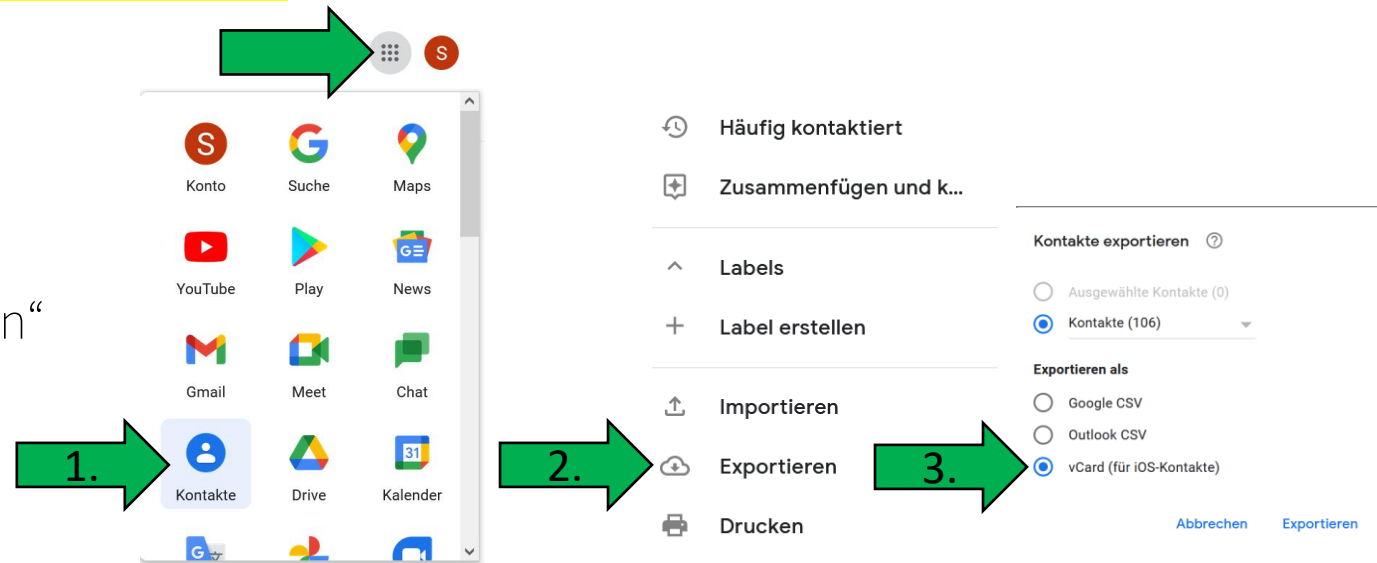 S
S
Konto
Suche
Maps
YouTube
Play
GE
News
n“
Gmail
Meet
Chat
1.
Kontakte
Drive
31
Kalender
G
Häufig kontaktiert
Zusammenfügen und k...
Labels
Label erstellen
Importieren
2.
Exportieren
Drucken
Kontakte exportieren ?
Ausgewählte Kontakte (0)
Kontakte (106)
Exportieren als
Google CSV
Outlook CSV
3.
vCard (für iOS-Kontakte)
Abbrechen Exportieren